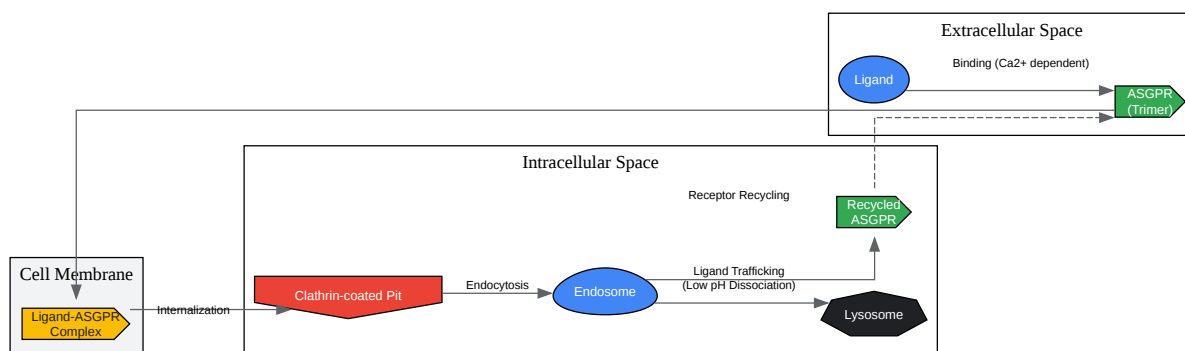 Extracellular Space
Binding (Ca2+ dependent)
Ligand
ASGPR
(Trimer)
Intracellular Space
Receptor Recycling
Recycled
ASGPR
Cell Membrane
Ligand Trafficking
(Low pH Dissociation)
Endocytosis
Endosome
Clathrin-coated Pit
Internalization
Ligand-ASGPR
Complex
Lysosome